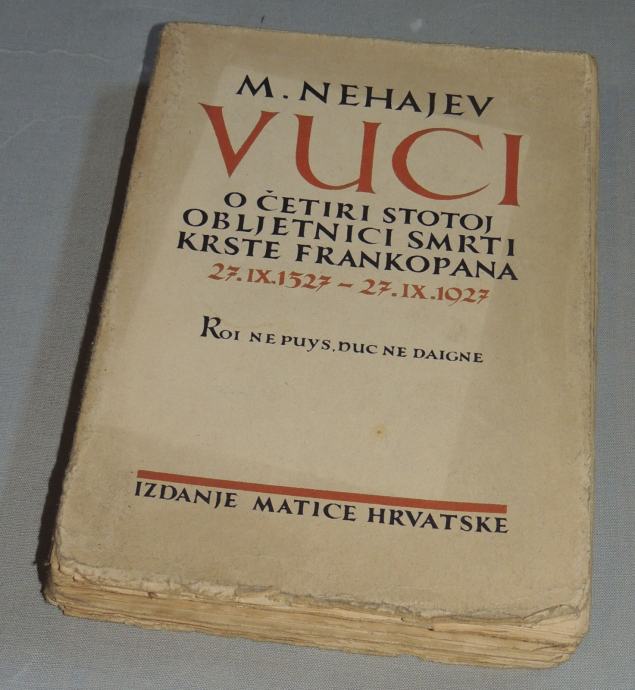 M. NEHAJEV
VUCI
O ČETIRI STOTOJ
OBLJETNICI SMRTI
KRSTE FRANKOPANA
27.IX.1527 – 27.IX.1927
ROI NE PUYS, DUC NE DAIGNE
IZDANJE MATICE HRVATSKE